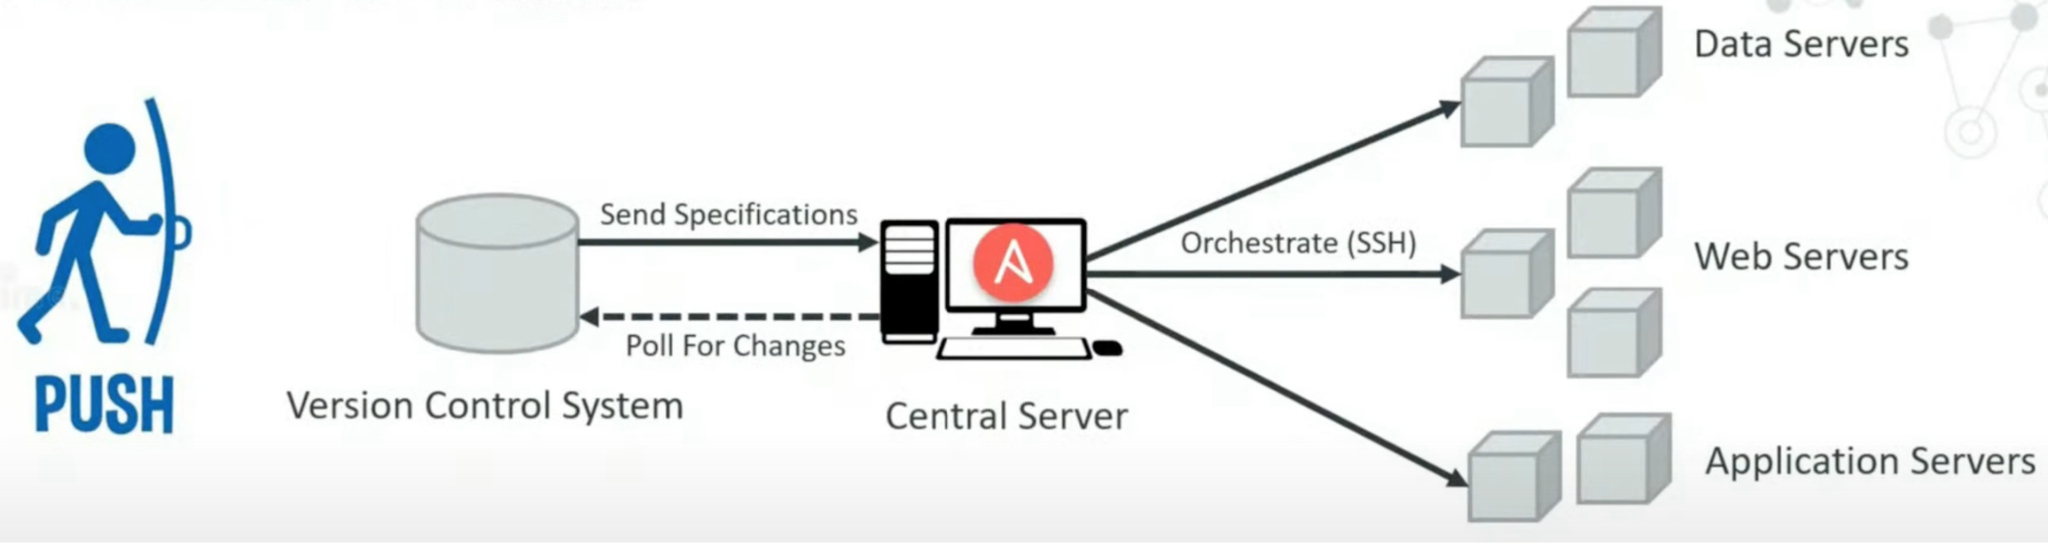 PUSH
Version Control System
Send Specifications
Poll For Changes
Central Server
Orchestrate (SSH)
Data Servers
Web Servers
Application Servers